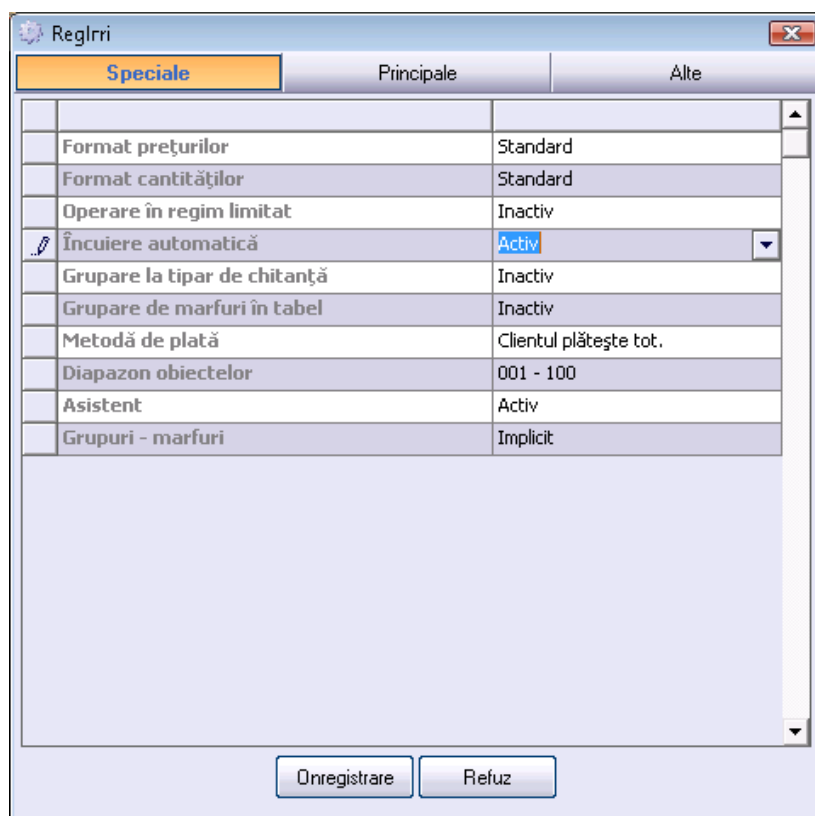 Reglrri
Speciale Principale Alte
Format preţurilor Standard
Format cantităţilor Standard
Operare în regim limitat Inactiv
Încuiere automatică Activ
Grupare la tipar de chitanţă Inactiv
Grupare de marfuri în tabel Inactiv
Metodă de plată Clientul plăteşte tot.
Diapazon obiectelor 001 - 100
Asistent Activ
Grupuri - marfuri Implicit
Onregistrare Refuz